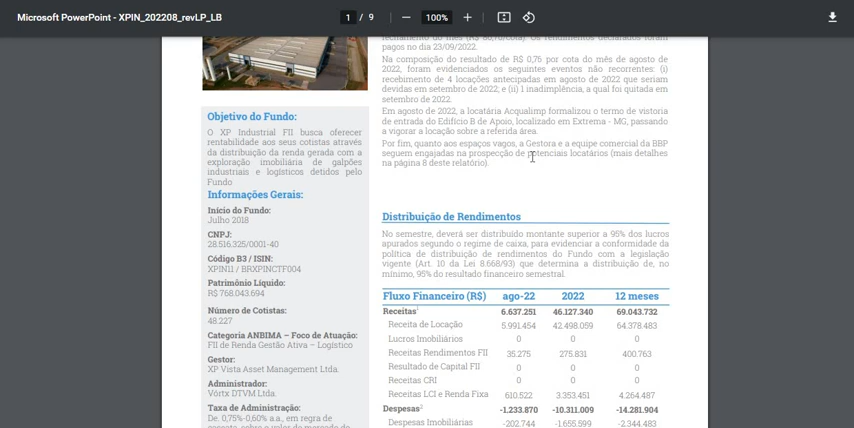 Microsoft PowerPoint - XPIN_202208_revLP_LB
1 / 9
100%
pagos no dia 23/09/2022.
Na composição do resultado de R$ 0,75 por cota do mês de agosto de
2022, foram evidenciados os seguintes eventos não recorrentes: (i)
recebimento de 4 locações antecipadas em agosto de 2022 que seriam
devidas em setembro de 2022; e (ii) 1 inadimplência, a qual foi quitada em
setembro de 2022.
Em agosto de 2022, a locatária Acqualimp formalizou o termo de vistoria
de entrada do Edifício B de Apoio, localizado em Extrema - MG, passando
a vigorar a locação sobre a referida área.
Por fim, quanto aos espaços vagos, a Gestora e a equipe comercial da BBP
seguem engajadas na prospecção de potenciais locatários (mais detalhes
na página 8 deste relatório).
Objetivo do Fundo:
O XP Industrial FII busca oferecer
rentabilidade aos seus cotistas através
da distribuição da renda gerada com a
exploração imobiliária de galpões
industriais e logísticos detidos pelo
Fundo
Informações Gerais:
Início do Fundo:
Julho 2018
CNPJ:
28.516.325/0001-40
Código B3 / ISIN:
XPIN11 / BRXPINCTF004
Patrimônio Líquido:
R$ 768.043.694
Número de Cotistas:
48.227
Categoria ANBIMA – Foco de Atuação:
FII de Renda Gestão Ativa – Logístico
Gestor:
XP Vista Asset Management Ltda.
Administrador:
Vórtx DTVM Ltda.
Taxa de Administração:
De. 0,75%-0,60% a.a., em regra de
Distribuição de Rendimentos
No semestre, deverá ser distribuído montante superior a 95% dos lucros
apurados segundo o regime de caixa, para evidenciar a conformidade da
política de distribuição de rendimentos do Fundo com a legislação
vigente (Art. 10 da Lei 8.668/93) que determina a distribuição de, no
mínimo, 95% do resultado financeiro semestral.
Fluxo Financeiro (R$) ago-22 2022 12 meses
Receitas¹ 6.637.251 46.127.340 69.043.732
Receita de Locação 5.991.454 42.498.059 64.378.483
Lucros Imobiliários 0 0 0
Receitas Rendimentos FII 35.275 275.831 400.763
Resultado de Capital FII 0 0 0
Receitas CRI 0 0 0
Receitas LCI e Renda Fixa 610.522 3.353.451 4.264.487
Despesas² -1.233.870 -10.311.009 -14.281.904
Despesas Imobiliárias -202.744 -1.655.599 -2.344.483